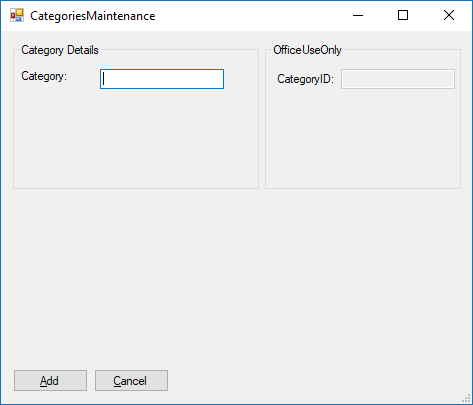 CategoriesMaintenance
Category Details
Category:
OfficeUseOnly
CategoryID:
Add
Cancel